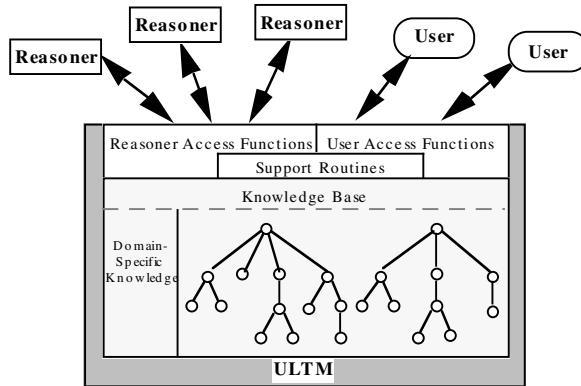 Reasoner
Reasoner
Reasoner
User
User
Reasoner Access Functions
User Access Functions
Support Routines
Knowledge Base
Domain-
Specific
Knowledge
ULTM